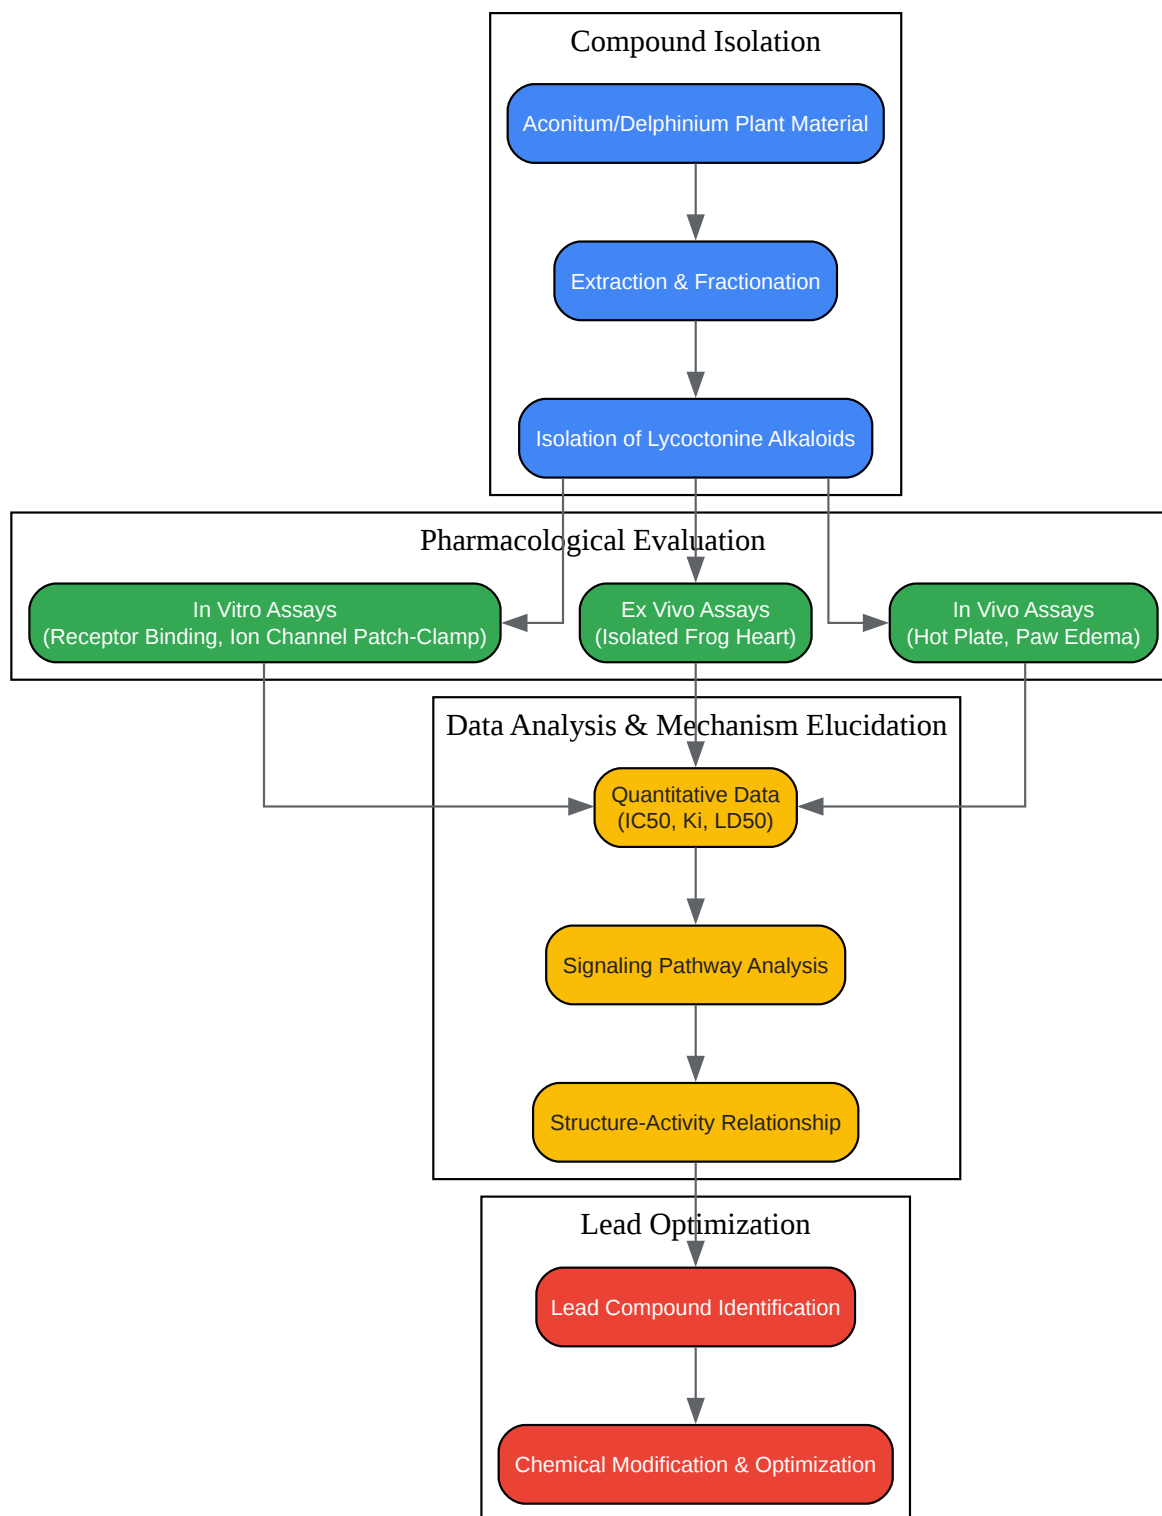 Compound Isolation
Aconitum/Delphinium Plant Material
Extraction & Fractionation
Isolation of Lycoctonine Alkaloids
Pharmacological Evaluation
In Vitro Assays
(Receptor Binding, Ion Channel Patch-Clamp)
Ex Vivo Assays
(Isolated Frog Heart)
In Vivo Assays
(Hot Plate, Paw Edema)
Data Analysis & Mechanism Elucidation
Quantitative Data
(IC50, Ki, LD50)
Signaling Pathway Analysis
Structure-Activity Relationship
Lead Optimization
Lead Compound Identification
Chemical Modification & Optimization